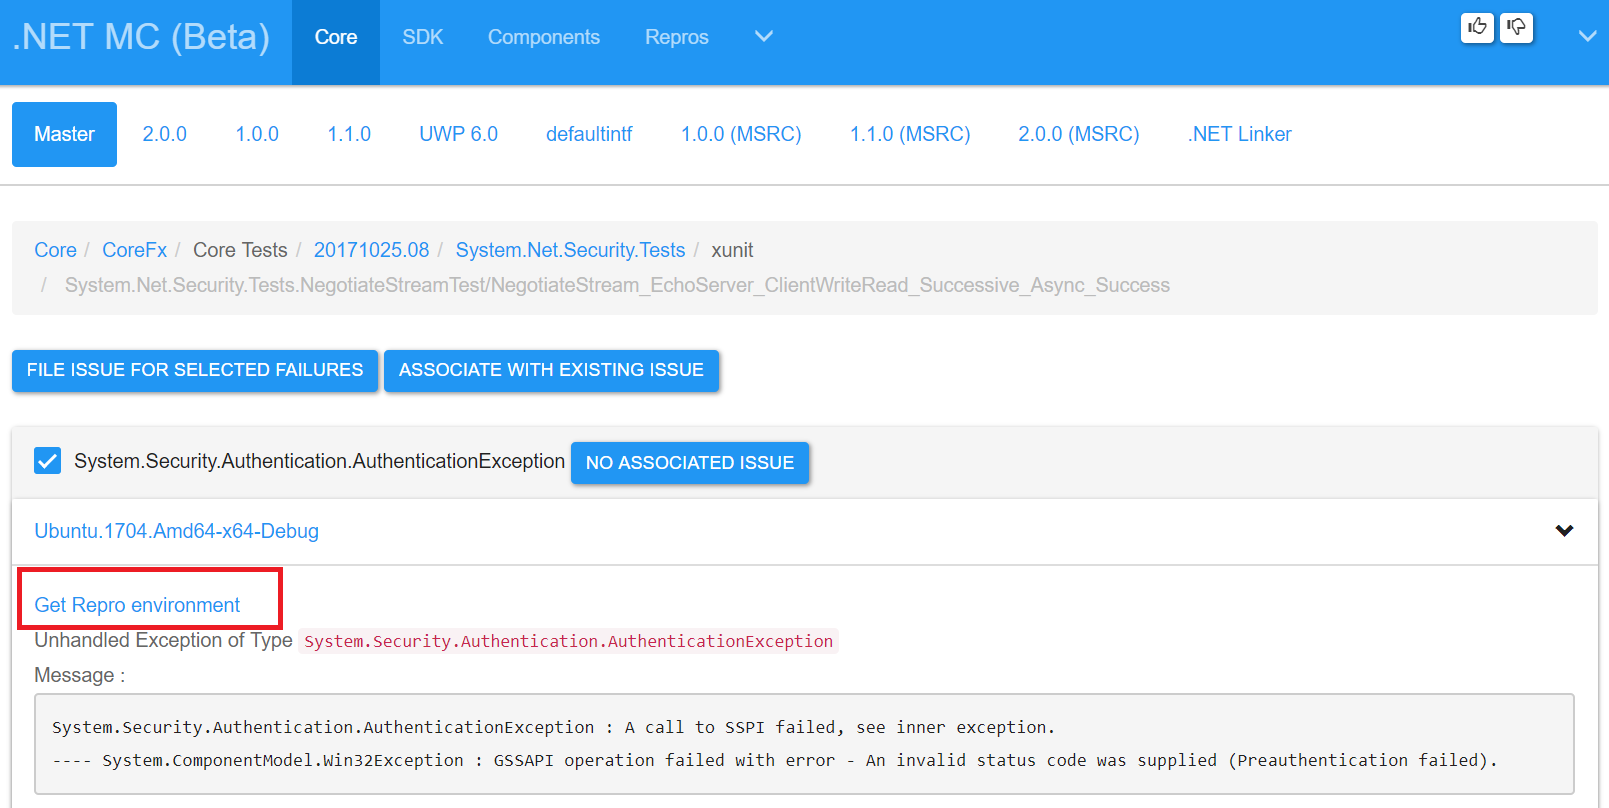 .NET MC (Beta) Core SDK Components Repros
Master 2.0.0 1.0.0 1.1.0 UWP 6.0 defaultintf 1.0.0 (MSRC) 1.1.0 (MSRC) 2.0.0 (MSRC) .NET Linker
Core / CoreFx / Core Tests / 20171025.08 / System.Net.Security.Tests / xunit
/ System.Net.Security.Tests.NegotiateStreamTest/NegotiateStream_EchoServer_ClientWriteRead_Successive_Async_Success
FILE ISSUE FOR SELECTED FAILURES ASSOCIATE WITH EXISTING ISSUE
System.Security.Authentication.AuthenticationException NO ASSOCIATED ISSUE
Ubuntu.1704.Amd64-x64-Debug
Get Repro environment
Unhandled Exception of Type System.Security.Authentication.AuthenticationException
Message :
System.Security.Authentication.AuthenticationException : A call to SSPI failed, see inner exception.
---- System.ComponentModel.Win32Exception : GSSAPI operation failed with error - An invalid status code was supplied (Preauthentication failed).